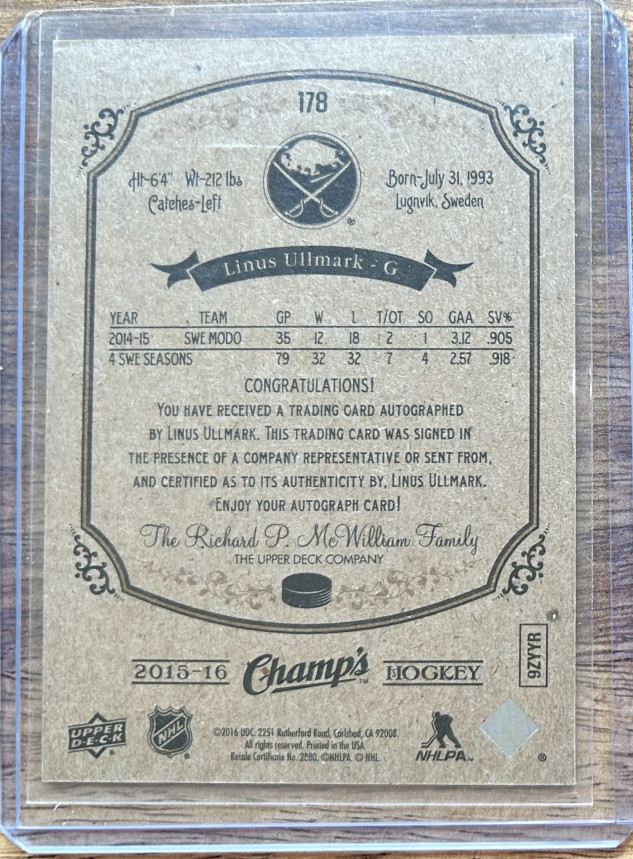 178
Ht-6'4" Wt-212 lbs
Catches-Left
Born-July 31, 1993
Lugnvik, Sweden
Linus Ullmark - G
YEAR TEAM GP W L T/OT SO GAA SV%
2014-15 SWE MODO 35 12 18 2 1 3.12 .905
4 SWE SEASONS 79 32 32 7 4 2.57 .918
CONGRATULATIONS!
YOU HAVE RECEIVED A TRADING CARD AUTOGRAPHED
BY LINUS ULLMARK. THIS TRADING CARD WAS SIGNED IN
THE PRESENCE OF A COMPANY REPRESENTATIVE OR SENT FROM,
AND CERTIFIED AS TO ITS AUTHENTICITY BY, LINUS ULLMARK.
ENJOY YOUR AUTOGRAPH CARD!
The Richard P. McWilliam Family
THE UPPER DECK COMPANY
9ZYYR
2015-16 Champ's™ HOCKEY
UPPER DECK
NHL
©2016 UDC. 2251 Rutherford Road, Carlsbad, CA 92008.
All rights reserved. Printed in the USA
Resale Certificate No. 2880. ©NHLPA. © NHL.
NHLPA™
®